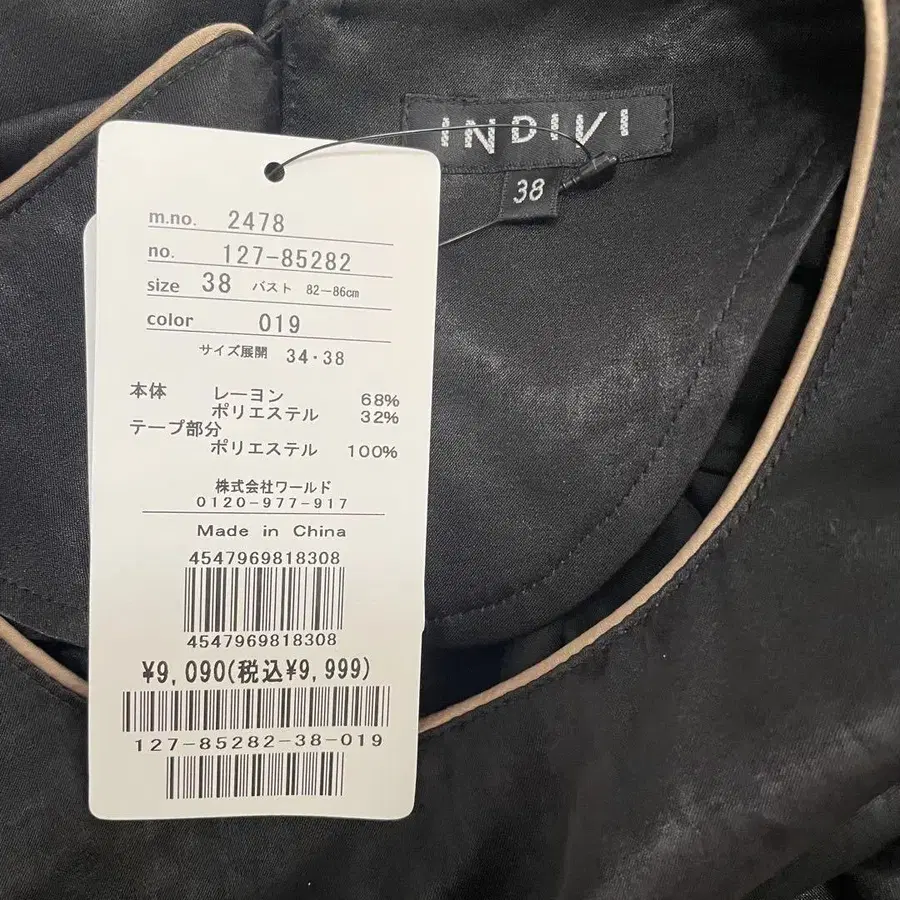 INDIVI
38
m.no. 2478
no. 127-85282
size 38 バスト 82-86cm
color 019
サイズ展開 34・38
本体 レーヨン 68%
ポリエステル 32%
テープ部分
ポリエステル 100%
株式会社ワールド
0120-977-917
Made in China
4547969818308
4547969818308
¥9,090(税込¥9,999)
127-85282-38-019